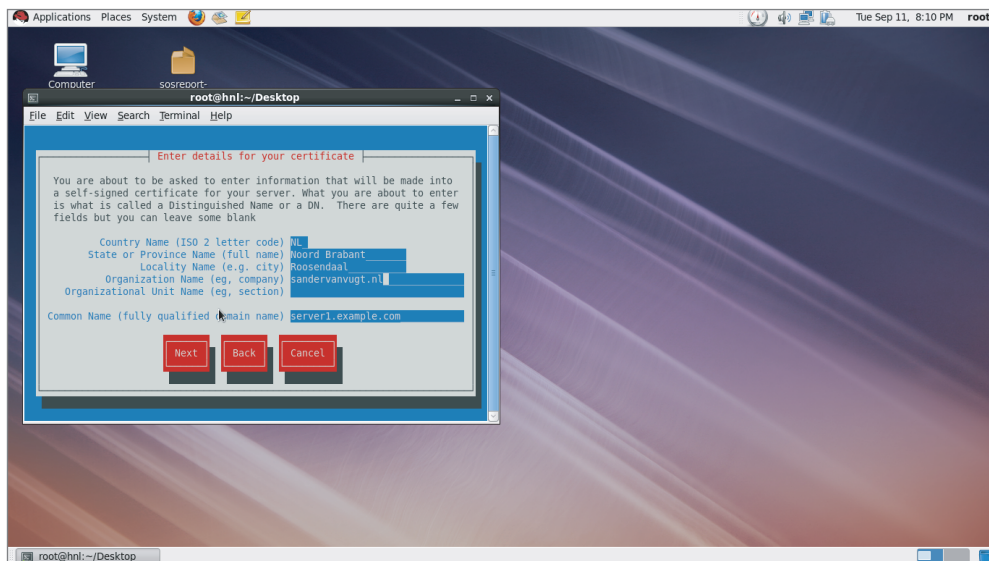 Applications Places System Tue Sep 11, 8:10 PM root
Computer
sosreport-
root@hnl:~/Desktop
File Edit View Search Terminal Help
Enter details for your certificate
You are about to be asked to enter information that will be made into
a self-signed certificate for your server. What you are about to enter
is what is called a Distinguished Name or a DN. There are quite a few
fields but you can leave some blank
Country Name (ISO 2 letter code) NL_
State or Province Name (full name) Noord Brabant_______
Locality Name (e.g. city) Roosendaal__________
Organization Name (eg, company) sandervanvugt.nl
Organizational Unit Name (eg, section)
Common Name (fully qualified domain name) server1.example.com
Next Back Cancel
root@hnl:~/Desktop